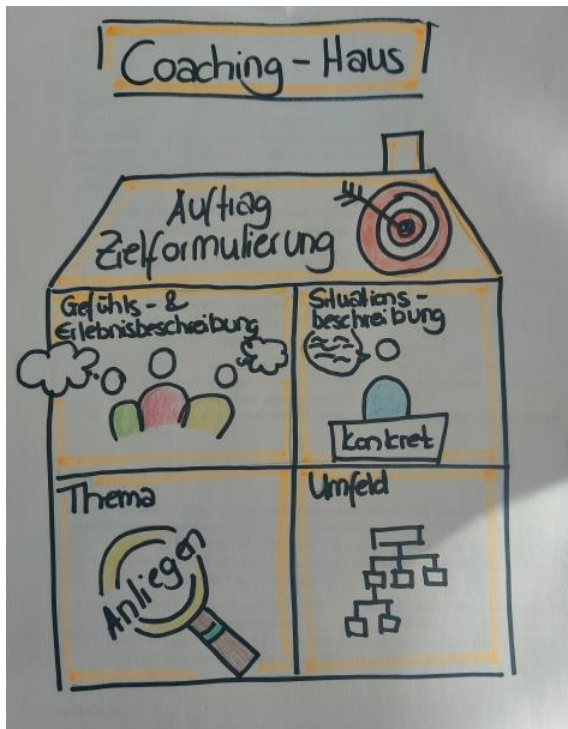 Coaching - Haus
Auftrag
Zielformulierung
Gefühls- &
Erlebnisbeschreibung
Situations-
beschreibung
konkret
Thema
Anliegen
Umfeld